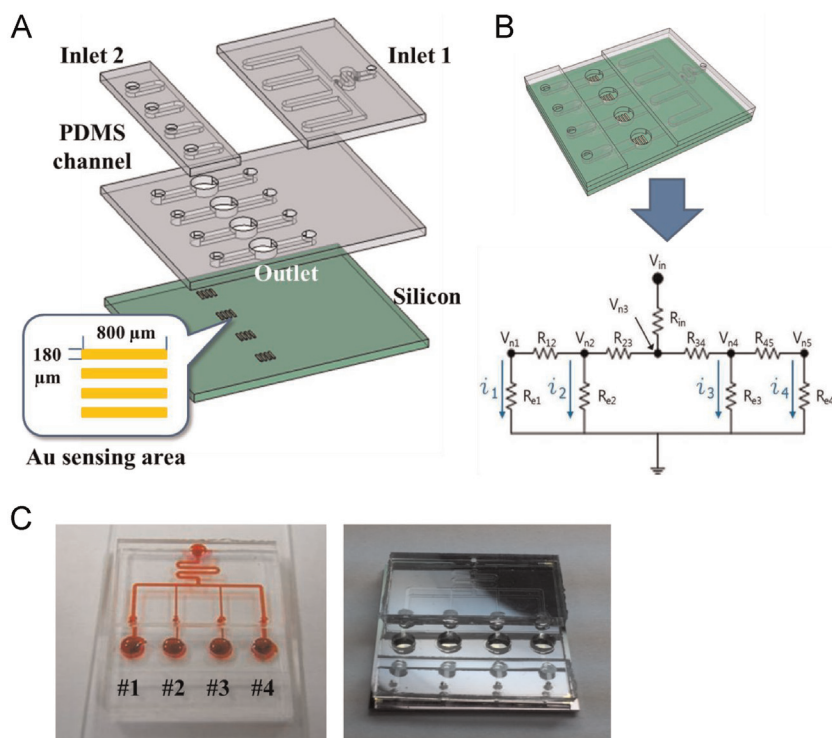 A
Inlet 2
Inlet 1
PDMS
channel
Outlet
Silicon
800 µm
180
µm
Au sensing area
B
Vin
Vn3
Rin
Vn1
R12
Vn2
R23
R34
Vn4
R45
Vn5
i1
Re1
i2
Re2
i3
Re3
i4
Re4
C
#1 #2 #3 #4